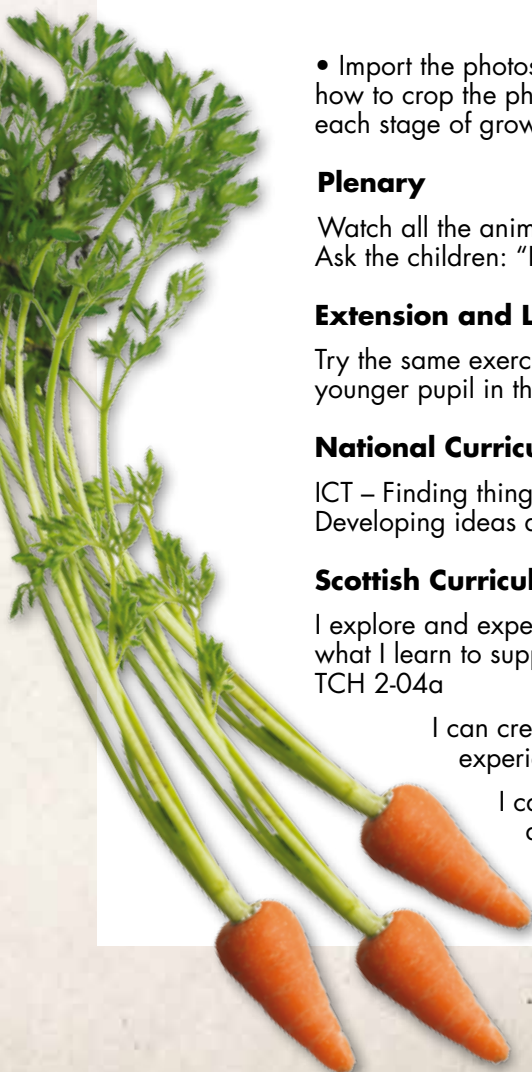 • Import the photos
how to crop the ph
each stage of grow
Plenary
Watch all the anim
Ask the children: “
Extension and L
Try the same exerc
younger pupil in th
National Curricu
ICT – Finding thing
Developing ideas
Scottish Curricul
I explore and expe
what I learn to supp
TCH 2-04a
I can cre
experi
I c